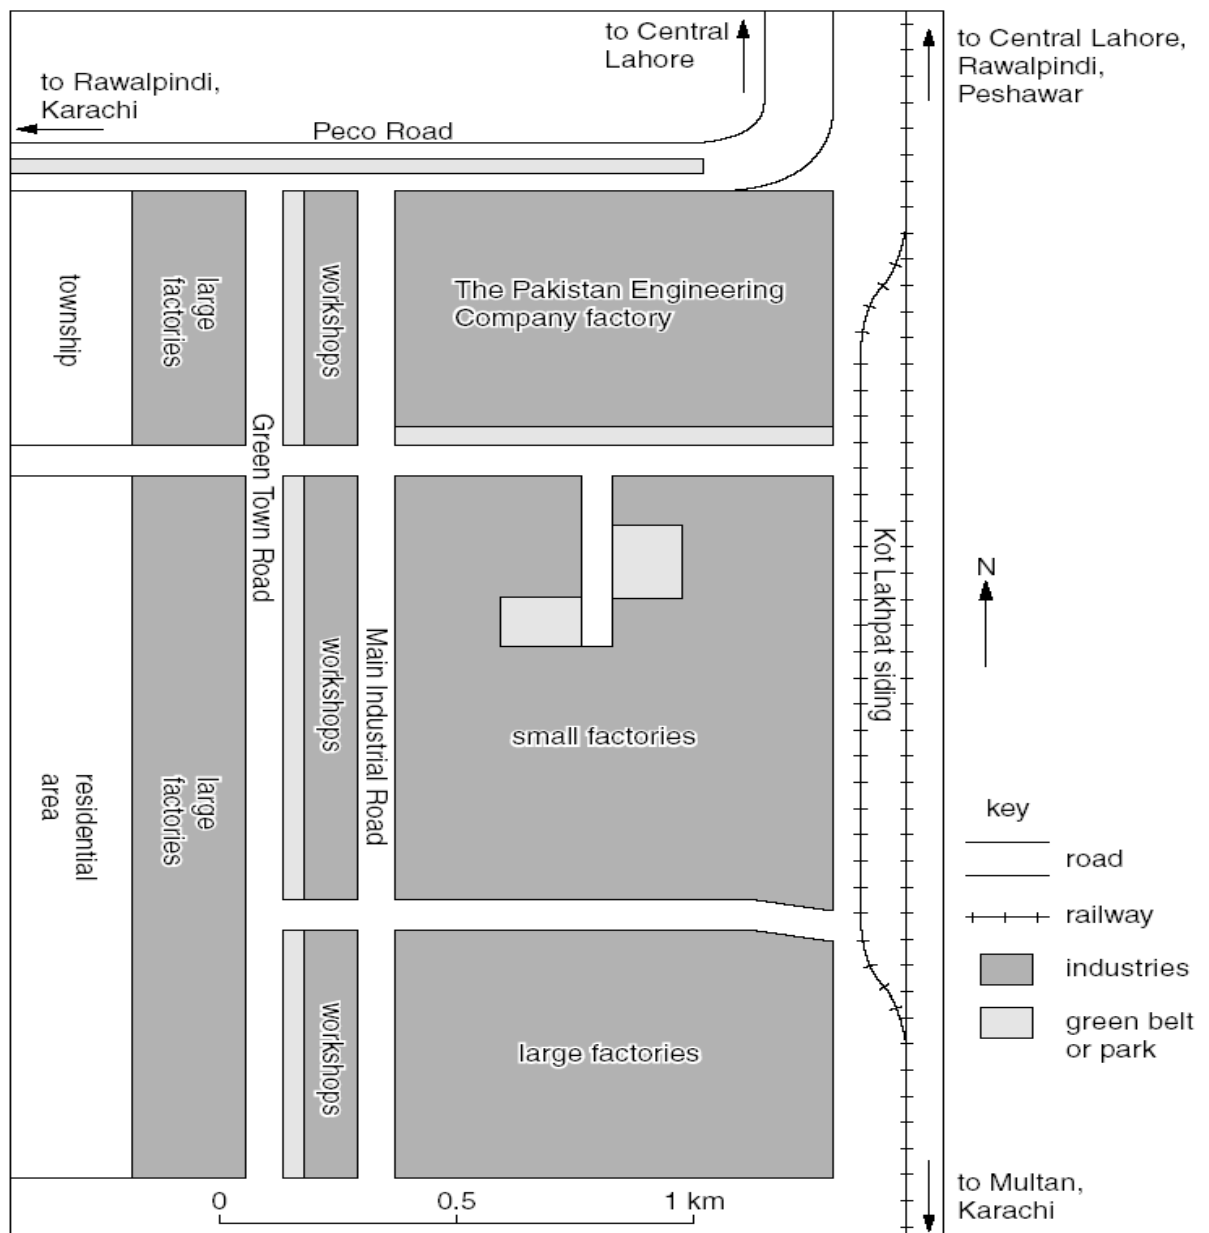 to Central
Lahore
to Central Lahore,
Rawalpindi,
Peshawar
to Rawalpindi,
Karachi
Peco Road
township
large
factories
workshops
The Pakistan Engineering
Company factory
Green Town Road
Main Industrial Road
workshops
small factories
Kot Lakhpat siding
N
residential
area
large
factories
key
road
railway
industries
green belt
or park
workshops
large factories
0
0.5
1 km
to Multan,
Karachi